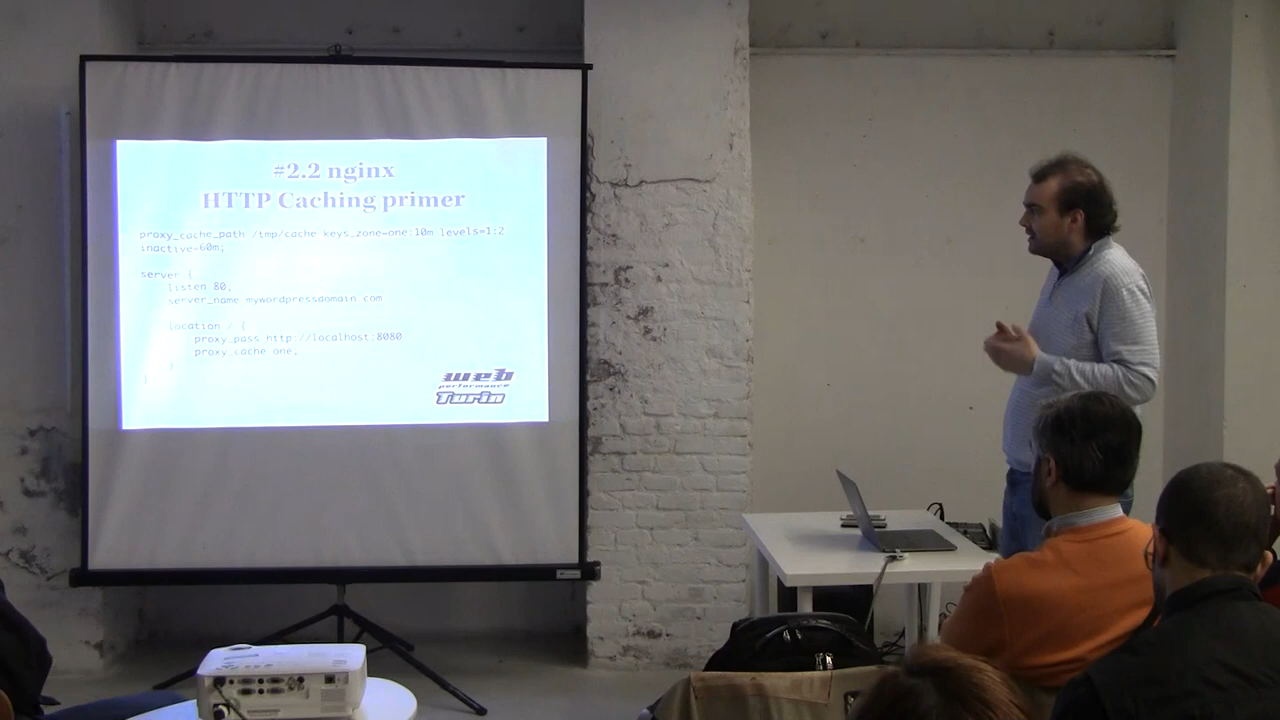 #2.2 nginx
HTTP Caching primer
proxy_cache_path /tmp/cache keys_zone=one:10m levels=1:2
inactive=60m;
server {
listen 80;
server_name mywordpressdomain.com
location / {
proxy_pass http://localhost:8080
proxy_cache one;
}
}
web
performance
Turin